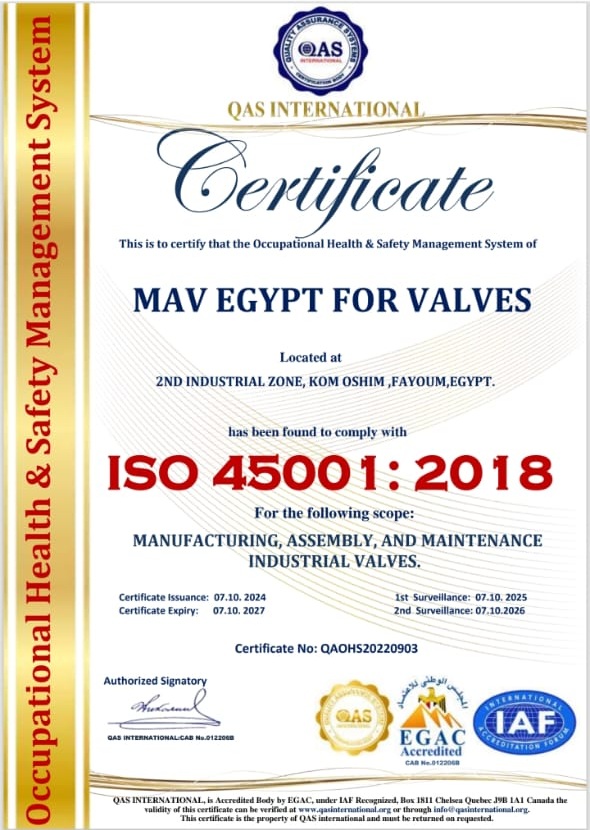 Occupational Health & Safety Management System
QUALITY ASSURANCE SYSTEMS
QAS
INTERNATIONAL
CERTIFICATION BODY
QAS INTERNATIONAL
Certificate
This is to certify that the Occupational Health & Safety Management System of
MAV EGYPT FOR VALVES
Located at
2ND INDUSTRIAL ZONE, KOM OSHIM ,FAYOUM,EGYPT.
has been found to comply with
ISO 45001: 2018
For the following scope:
MANUFACTURING, ASSEMBLY, AND MAINTENANCE
INDUSTRIAL VALVES.
Certificate Issuance: 07.10. 2024 1st Surveillance: 07.10. 2025
Certificate Expiry: 07.10. 2027 2nd Surveillance: 07.10.2026
Certificate No: QAOHS20220903
Authorized Signatory
QAS INTERNATIONAL:CAB No.012206B
QAS
المجلس الوطني للاعتماد
EGAC
Accredited
CAB No.012206B
INTERNATIONAL
IAF
ACCREDITATION FORUM
QAS INTERNATIONAL, is Accredited Body by EGAC, under IAF Recognized, Box 1811 Chelsea Quebec J9B 1A1 Canada the
validity of this certificate can be verified at www.qasinternational.org or through info@qasinternational.org.
This certificate is the property of QAS international and must be returned on requested.